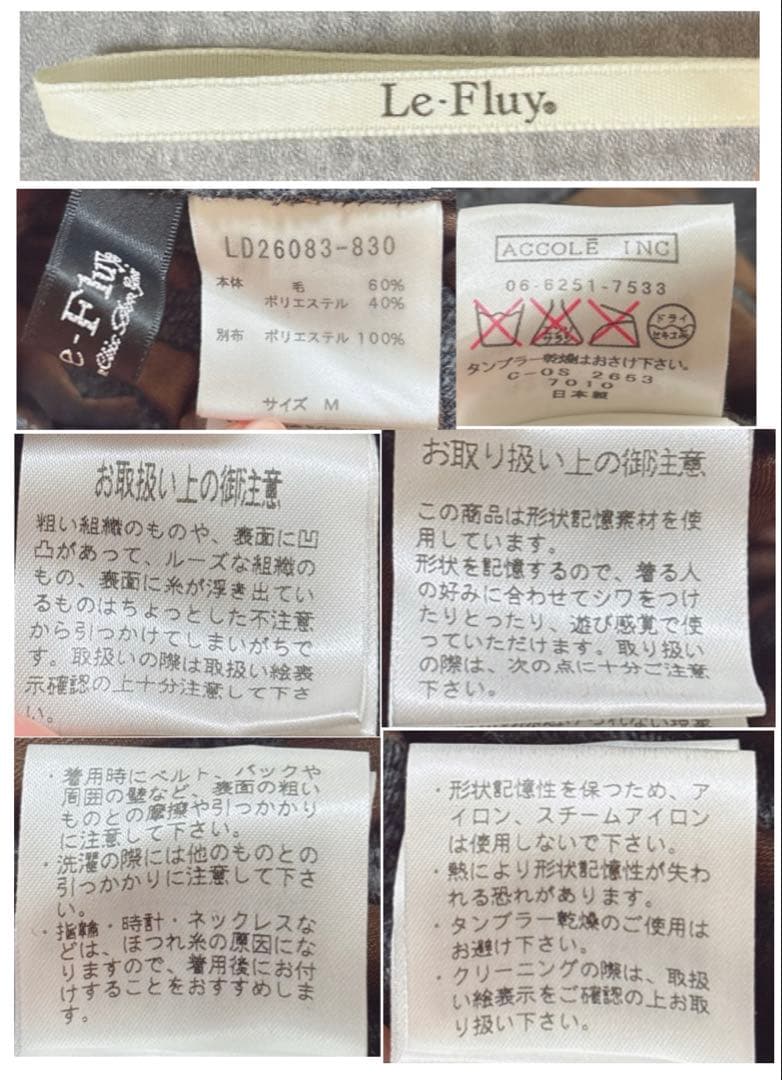 Le-Fluy®
e-Fluy
LD26083-830
本体 毛 60%
ポリエステル 40%
別布 ポリエステル 100%
サイズ M
ACCOLĒ INC
06-6251-7533
エンソ
サラシ
ドライ
セキユ系
タンブラー乾燥はおさけ下さい。
C-OS 2653
7010
日本製
お取扱い上の御注意
粗い組織のものや、表面に凹
凸があって、ルーズな組織の
もの、表面に糸が浮き出てい
るものはちょっとした不注意
から引っかけてしまいがちで
す。取扱いの際は取扱い絵表
示確認の上十分注意して下さ
い。
お取り扱い上の御注意
この商品は形状記憶素材を使
用しています。
形状を記憶するので、着る人
の好みに合わせてシワをつけ
たりとったり、遊び感覚で使
っていただけます。取り扱い
の際は、次の点に十分ご注意
下さい。
・着用時にベルト、バックや
周囲の壁など、表面の粗い
ものとの摩擦や引っかかり
に注意して下さい。
・洗濯の際には他のものとの
引っかかりに注意して下さ
い。
・指輪・時計・ネックレスな
どは、ほつれ糸の原因にな
りますので、着用後にお付
けすることをおすすめしま
す。
・形状記憶性を保つため、ア
イロン、スチームアイロン
は使用しないで下さい。
・熱により形状記憶性が失わ
れる恐れがあります。
・タンブラー乾燥のご使用は
お避け下さい。
・クリーニングの際は、取扱
い絵表示をご確認の上お取
り扱い下さい。